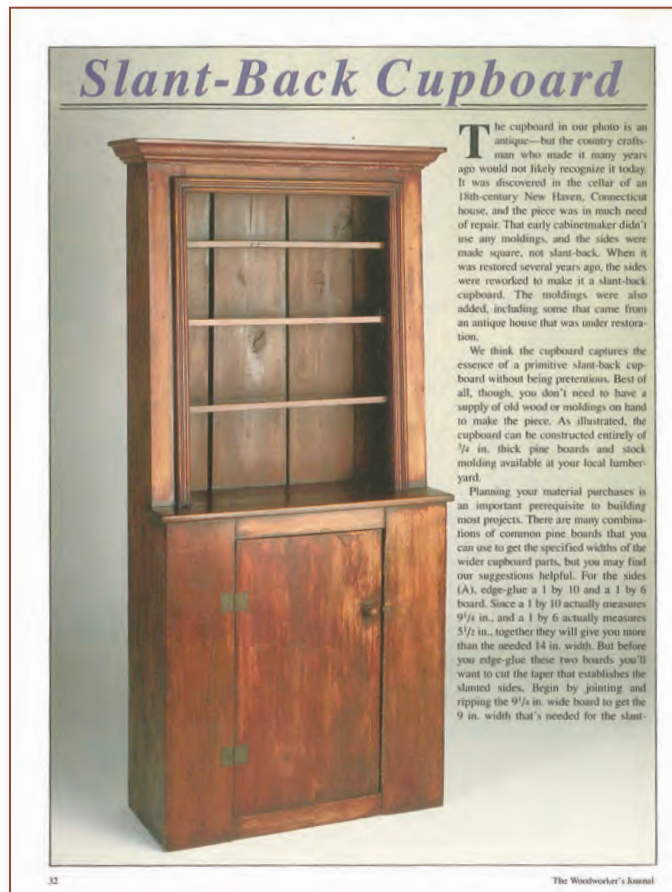 Slant-Back Cupboard
The cupboard in our photo is an
antique—but the country crafts-
man who made it many years
ago would not likely recognize it today.
It was discovered in the cellar of an
18th-century New Haven, Connecticut
house, and the piece was in much need
of repair. That early cabinetmaker didn't
use any moldings, and the sides were
made square, not slant-back. When it
was restored several years ago, the sides
were reworked to make it a slant-back
cupboard. The moldings were also
added, including some that came from
an antique house that was under restora-
tion.
We think the cupboard captures the
essence of a primitive slant-back cup-
board without being pretentious. Best of
all, though, you don't need to have a
supply of old wood or moldings on hand
to make the piece. As illustrated, the
cupboard can be constructed entirely of
3/4 in. thick pine boards and stock
molding available at your local lumber-
yard.
Planning your material purchases is
an important prerequisite to building
most projects. There are many combina-
tions of common pine boards that you
can use to get the specified widths of the
wider cupboard parts, but you may find
our suggestions helpful. For the sides
(A), edge-glue a 1 by 10 and a 1 by 6
board. Since a 1 by 10 actually measures
9 1/4 in., and a 1 by 6 actually measures
5 1/2 in., together they will give you more
than the needed 14 in. width. But before
you edge-glue these two boards you'll
want to cut the taper that establishes the
slanted sides. Begin by jointing and
ripping the 9 1/4 in. wide board to get the
9 in. width that's needed for the slant-
32
The Woodworker's Journal